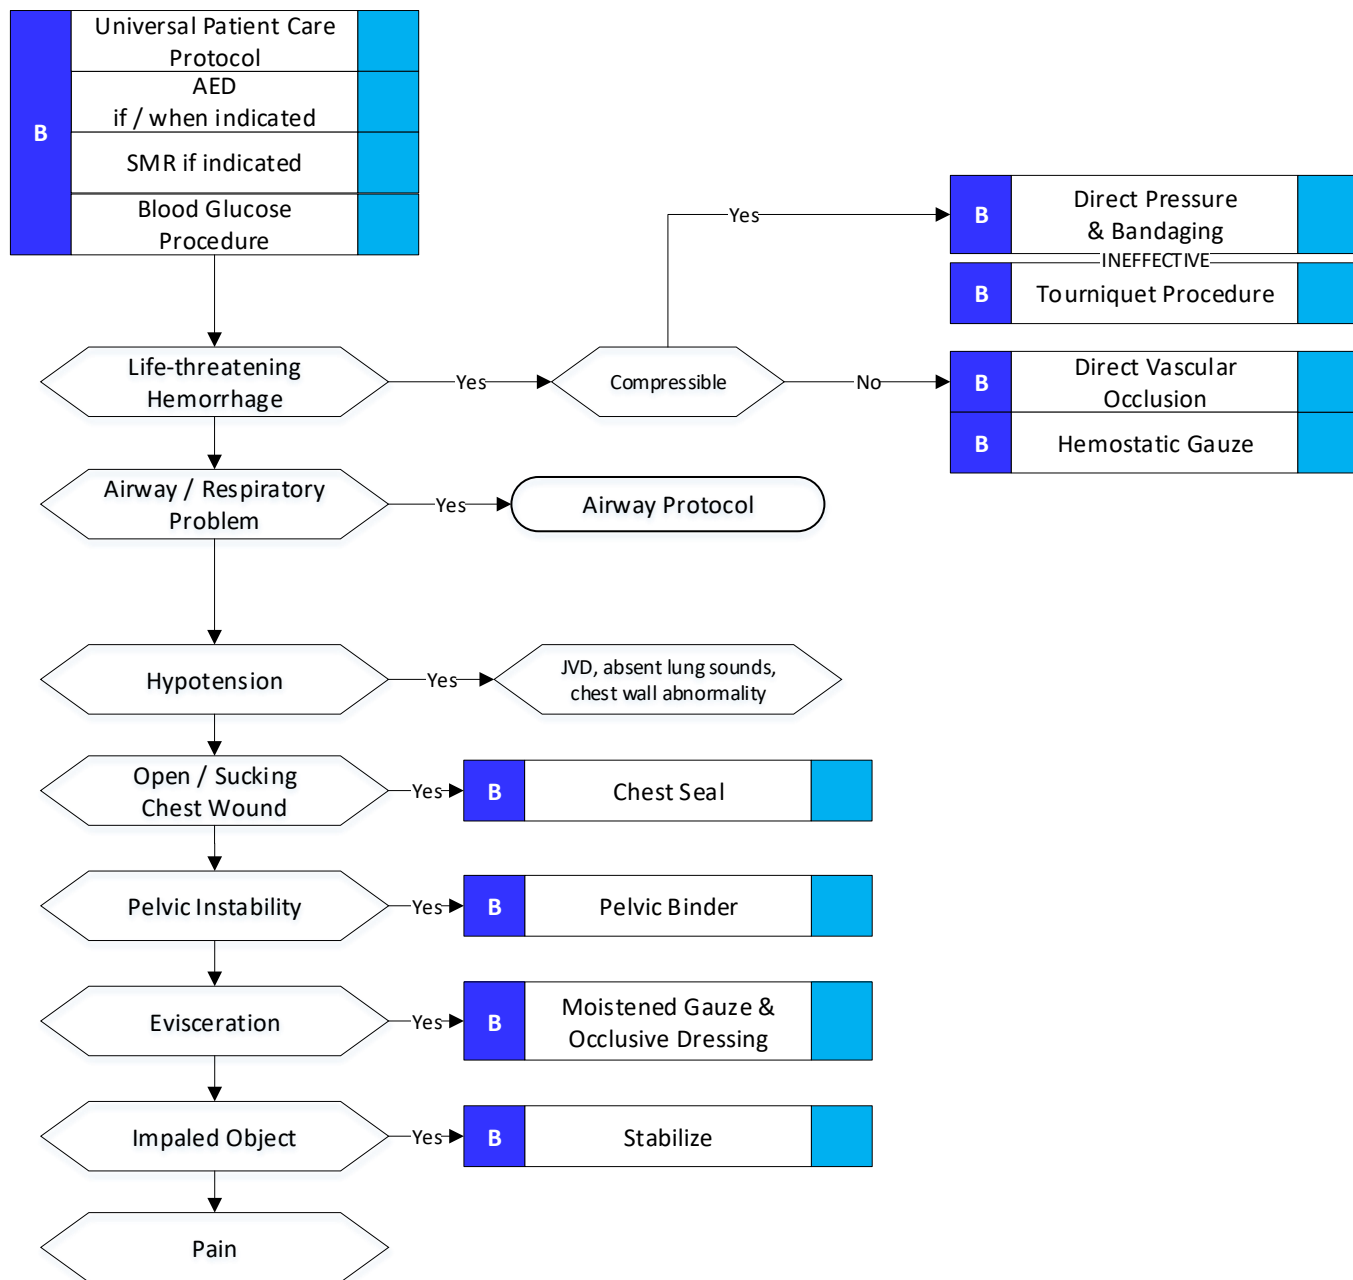 Universal Patient Care
Protocol
AED
if / when indicated
B
SMR if indicated
Blood Glucose
Procedure
Yes
B
Direct Pressure
& Bandaging
INEFFECTIVE
B
Tourniquet Procedure
Life-threatening
Hemorrhage
Yes
Compressible
No
B
Direct Vascular
Occlusion
B
Hemostatic Gauze
Airway / Respiratory
Problem
Yes
Airway Protocol
Hypotension
Yes
JVD, absent lung sounds,
chest wall abnormality
Open / Sucking
Chest Wound
Yes
B
Chest Seal
Pelvic Instability
Yes
B
Pelvic Binder
Evisceration
Yes
B
Moistened Gauze &
Occlusive Dressing
Impaled Object
Yes
B
Stabilize
Pain